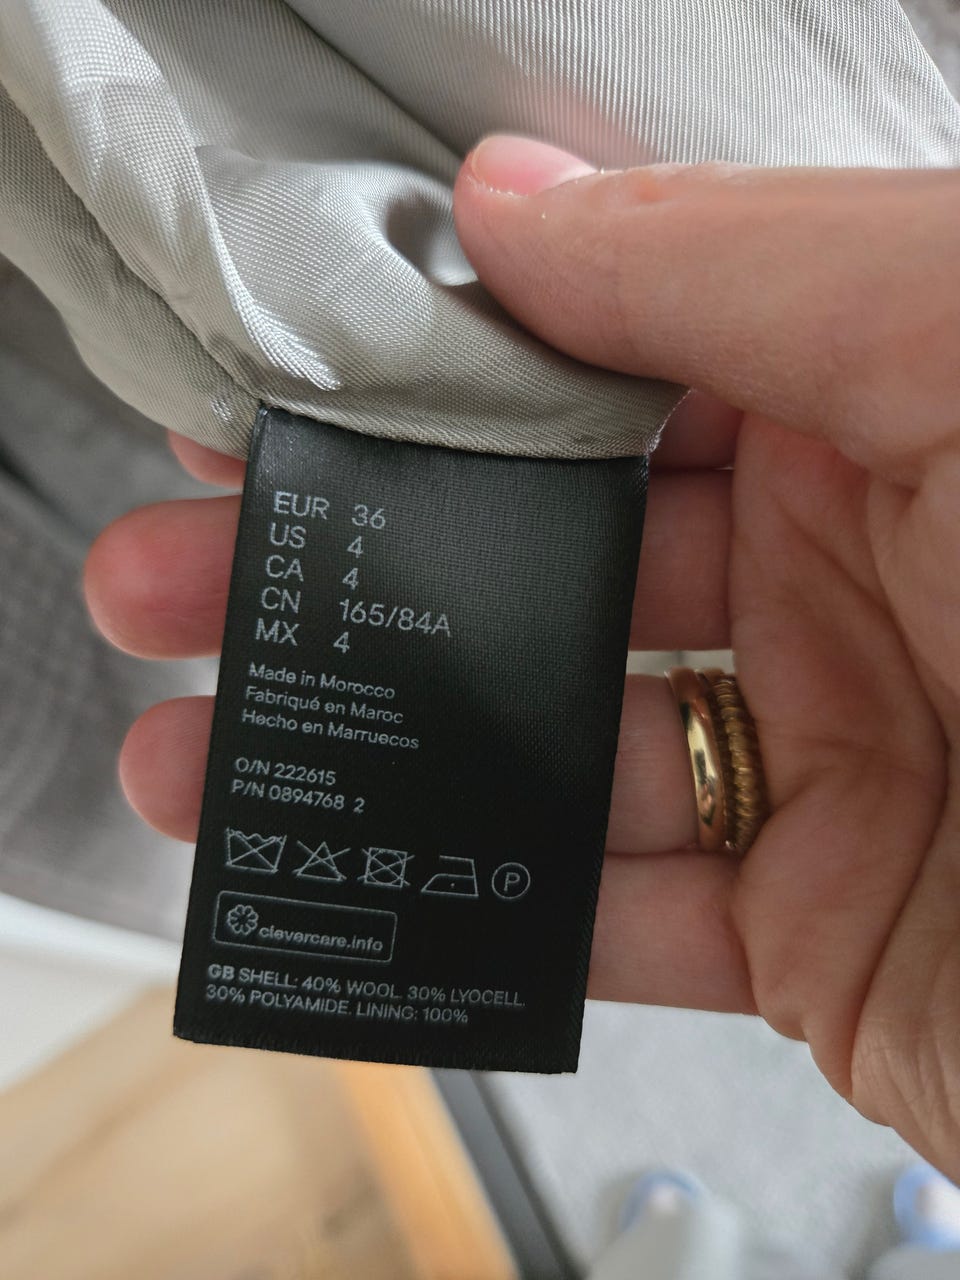 EUR 36
US 4
CA 4
CN 165/84A
MX 4
Made in Morocco
Fabriqué en Maroc
Hecho en Marruecos
O/N 222615
P/N 0894768 2
P
clevercare.info
GB SHELL: 40% WOOL. 30% LYOCELL.
30% POLYAMIDE. LINING: 100%